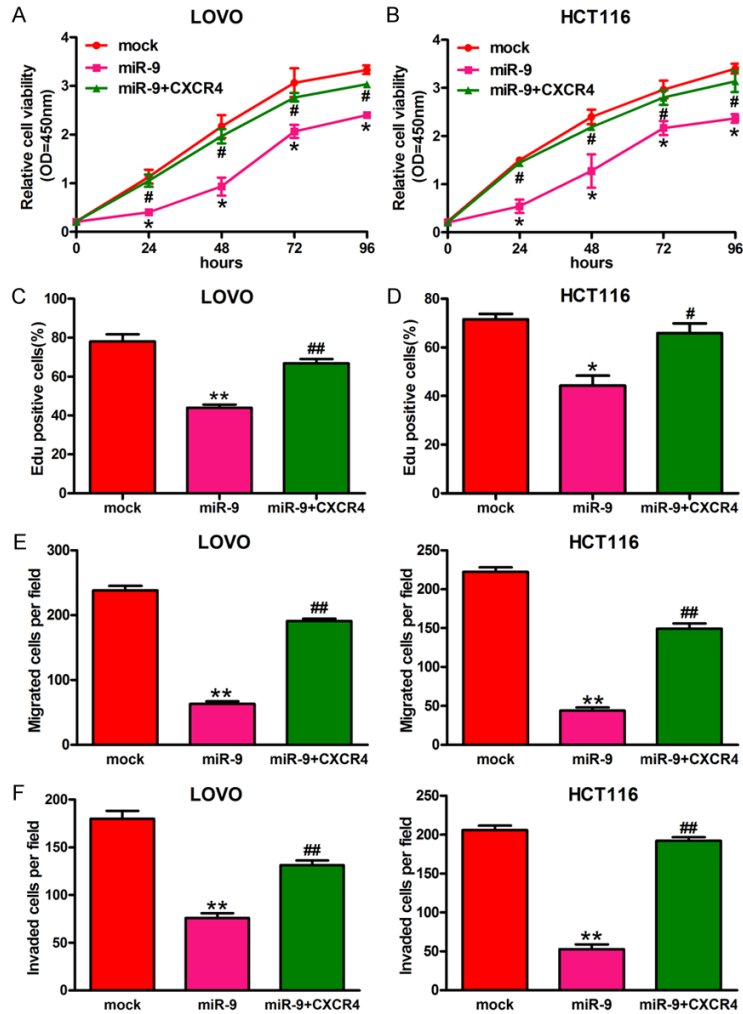 A
LOVO
mock
miR-9
miR-9+CXCR4
Relative cell viability
(OD=450nm)
4
3
2
1
0
#
#
#
#
*
*
*
*
0 24 48 72 96
hours
B
HCT116
mock
miR-9
miR-9+CXCR4
Relative cell viability
(OD=450nm)
4
3
2
1
0
#
#
#
#
*
*
*
*
0 24 48 72 96
hours
C
LOVO
Edu positive cells(%)
100
80
60
40
20
0
**
##
mock miR-9 miR-9+CXCR4
D
HCT116
Edu positive cells(%)
80
60
40
20
0
*
#
mock miR-9 miR-9+CXCR4
E
LOVO
Migrated cells per field
300
200
100
0
**
##
mock miR-9 miR-9+CXCR4
HCT116
Migrated cells per field
250
200
150
100
50
0
**
##
mock miR-9 miR-9+CXCR4
F
LOVO
Invaded cells per field
200
150
100
50
0
**
##
mock miR-9 miR-9+CXCR4
HCT116
Invaded cells per field
250
200
150
100
50
0
**
##
mock miR-9 miR-9+CXCR4